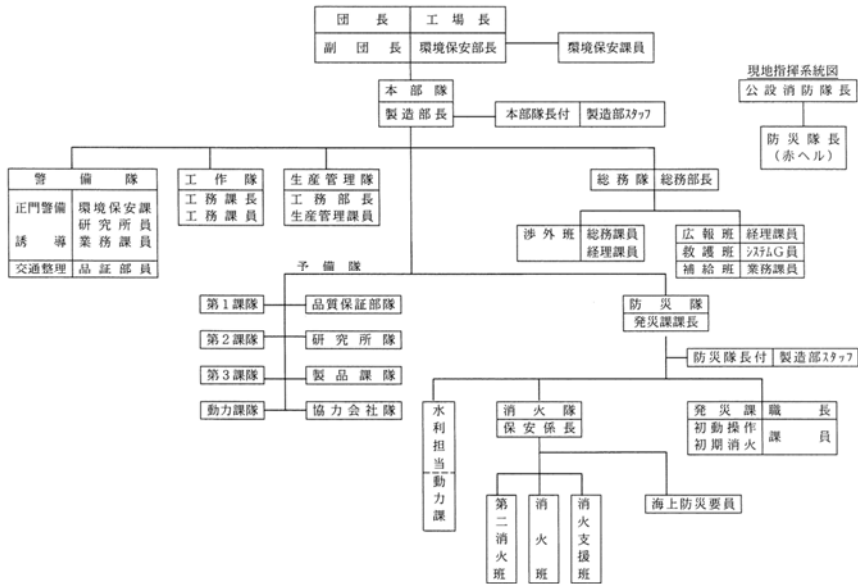 団長 工場長
副団長 環境保安部長 環境保安課員
本部隊
製造部長 本部隊長付 製造部スタッフ
現地指揮系統図
公設消防隊長
防災隊長
(赤ヘル)
警備隊
正門警備 環境保安課
研究所員
誘導 業務課員
交通整理 品証部員
工作隊
工務課長
工務課員
生産管理隊
工務部長
生産管理課員
総務隊 総務部長
渉外班 総務課員
経理課員
広報班 経理課員
救護班 システムG員
補給班 業務課員
予備隊
第1課隊 品質保証部隊
第2課隊 研究所隊
第3課隊 製品課隊
動力課隊 協力会社隊
防災隊
発災課課長
防災隊長付 製造部スタッフ
水利担当 動力課
消火隊
保安係長
発災課 職長
初動操作
初期消火 課員
第二消火班
消火班
消火支援班
海上防災要員